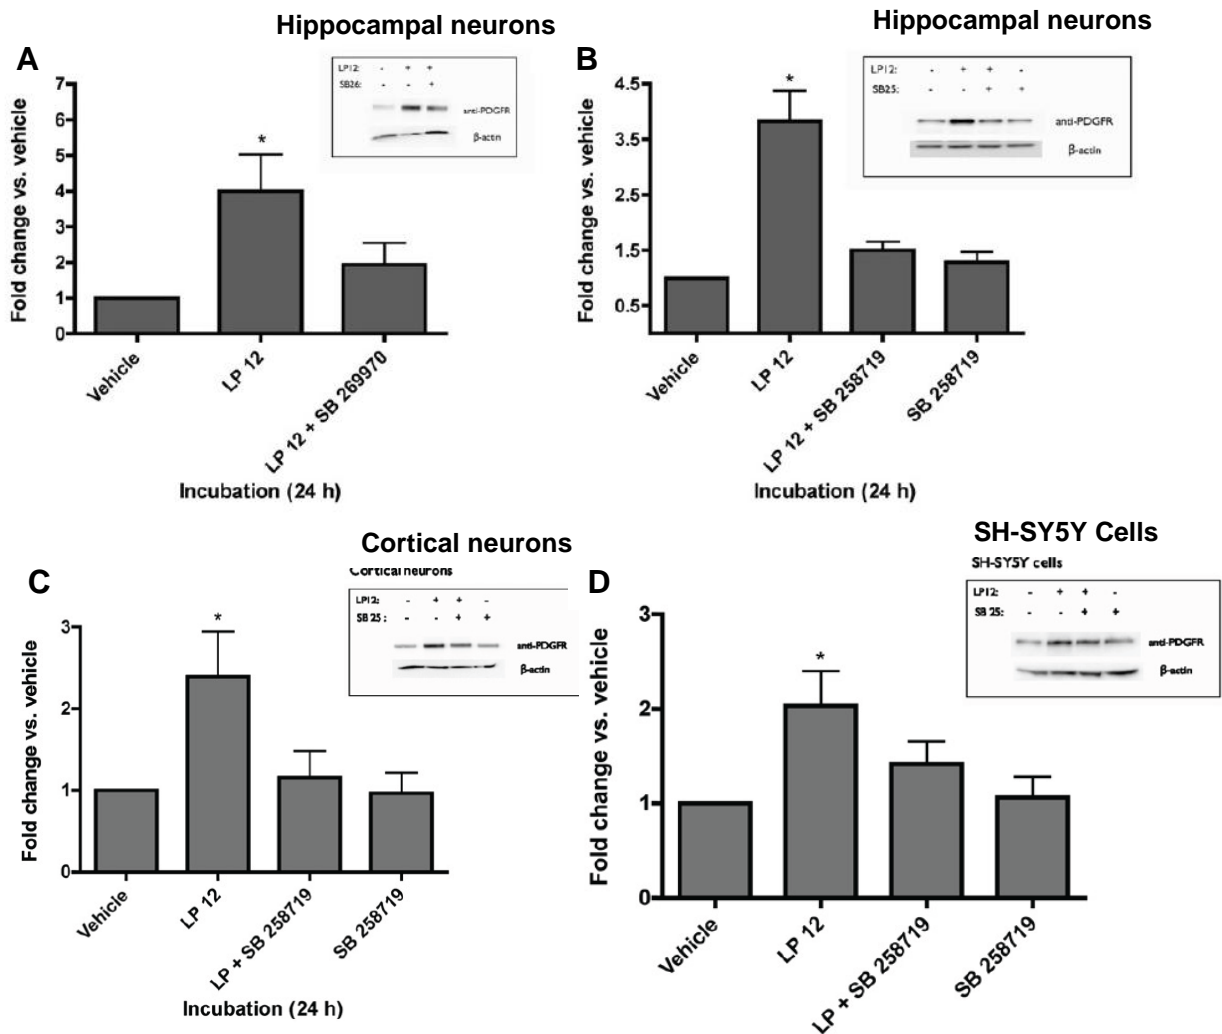 Hippocampal neurons
A
LP12: - + +
SB26: - - +
anti-PDGFR
β-actin
Fold change vs. vehicle
7
6
5
4
3
2
1
0
*
Vehicle
LP 12
LP 12 + SB 269970
Incubation (24 h)
Hippocampal neurons
B
LP12: - + + -
SB25: - - + +
anti-PDGFR
β-actin
Fold change vs. vehicle
4.5
3.5
2.5
1.5
0.5
*
Vehicle
LP 12
LP 12 + SB 258719
SB 258719
Incubation (24 h)
Cortical neurons
C
Cortical neurons
LP12: - + + -
SB 25 : - - + +
anti-PDGFR
β-actin
Fold change vs. vehicle
3
2
1
0
*
Vehicle
LP 12
LP + SB 258719
SB 258719
Incubation (24 h)
SH-SY5Y Cells
D
SH-SY5Y cells
LP12: - + + -
SB 25: - - + +
anti-PDGFR
β-actin
Fold change vs. vehicle
3
2
1
0
*
Vehicle
LP 12
LP + SB 258719
SB 258719